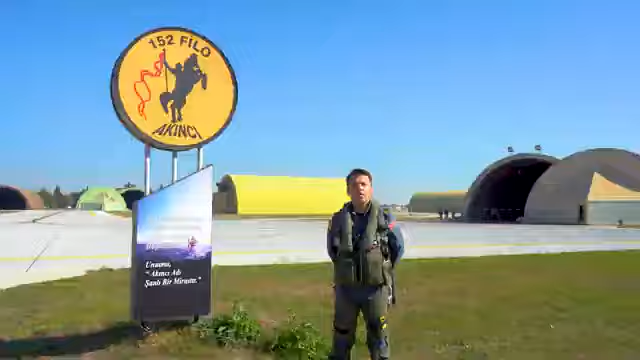 152 FİLO
AKINCI
Unutma,
"Akıncı Adı
Şanlı Bir Mirastır."